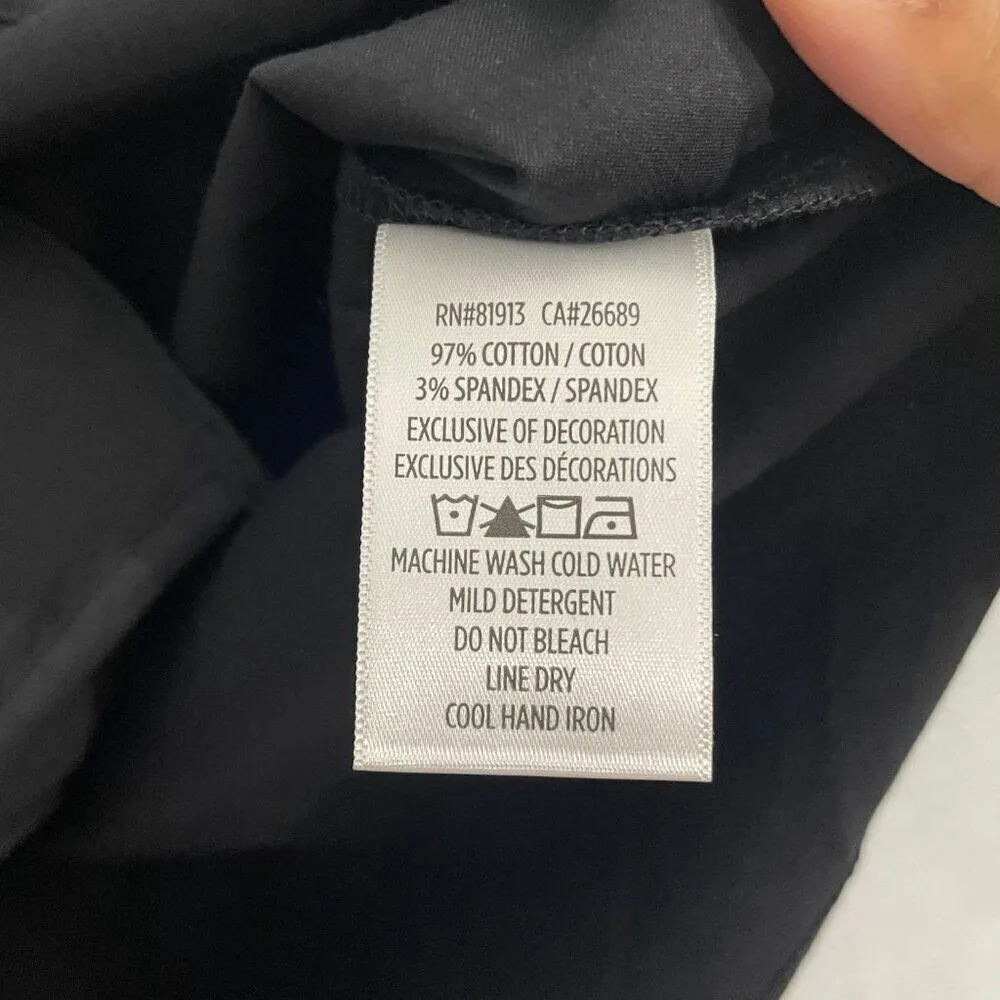 RN#81913 CA#26689
97% COTTON / COTON
3% SPANDEX / SPANDEX
EXCLUSIVE OF DECORATION
EXCLUSIVE DES DÉCORATIONS
MACHINE WASH COLD WATER
MILD DETERGENT
DO NOT BLEACH
LINE DRY
COOL HAND IRON